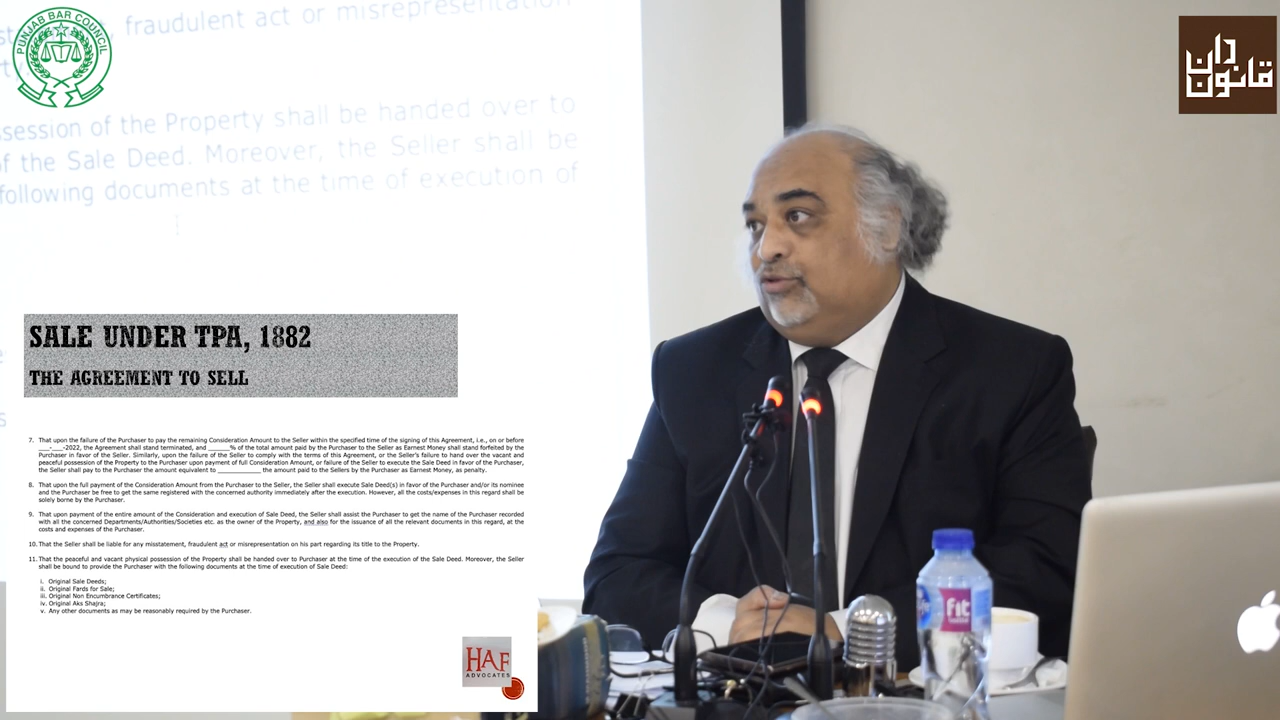 PUNJAB BAR COUNCIL
fraudulent act or misrepresentation
of the Property shall be handed over to
of the Sale Deed. Moreover, the Seller shall be
following documents at the time of execution of
قانون دان
SALE UNDER TPA, 1882
THE AGREEMENT TO SELL
7. That upon the failure of the Purchaser to pay the remaining Consideration Amount to the Seller within the specified time of the signing of this Agreement, i.e., on or before
___-___-2022, the Agreement shall stand terminated, and ______% of the total amount paid by the Purchaser to the Seller as Earnest Money shall stand forfeited by the
Purchaser in favor of the Seller. Similarly, upon the failure of the Seller to comply with the terms of this Agreement, or the Seller's failure to hand over the vacant and
peaceful possession of the Property to the Purchaser upon payment of full Consideration Amount, or failure of the Seller to execute the Sale Deed in favor of the Purchaser,
the Seller shall pay to the Purchaser the amount equivalent to ____________ the amount paid to the Sellers by the Purchaser as Earnest Money, as penalty.
8. That upon the full payment of the Consideration Amount from the Purchaser to the Seller, the Seller shall execute Sale Deed(s) in favor of the Purchaser and/or its nominee
and the Purchaser be free to get the same registered with the concerned authority immediately after the execution. However, all the costs/expenses in this regard shall be
solely borne by the Purchaser.
9. That upon payment of the entire amount of the Consideration and execution of Sale Deed, the Seller shall assist the Purchaser to get the name of the Purchaser recorded
with all the concerned Departments/Authorities/Societies etc. as the owner of the Property, and also for the issuance of all the relevant documents in this regard, at the
costs and expenses of the Purchaser.
10. That the Seller shall be liable for any misstatement, fraudulent act or misrepresentation on his part regarding its title to the Property.
11. That the peaceful and vacant physical possession of the Property shall be handed over to Purchaser at the time of the execution of the Sale Deed. Moreover, the Seller
shall be bound to provide the Purchaser with the following documents at the time of execution of Sale Deed:
i. Original Sale Deeds;
ii. Original Fards for Sale;
iii. Original Non Encumbrance Certificates;
iv. Original Aks Shajra;
v. Any other documents as may be reasonably required by the Purchaser.
HAF
ADVOCATES
fit